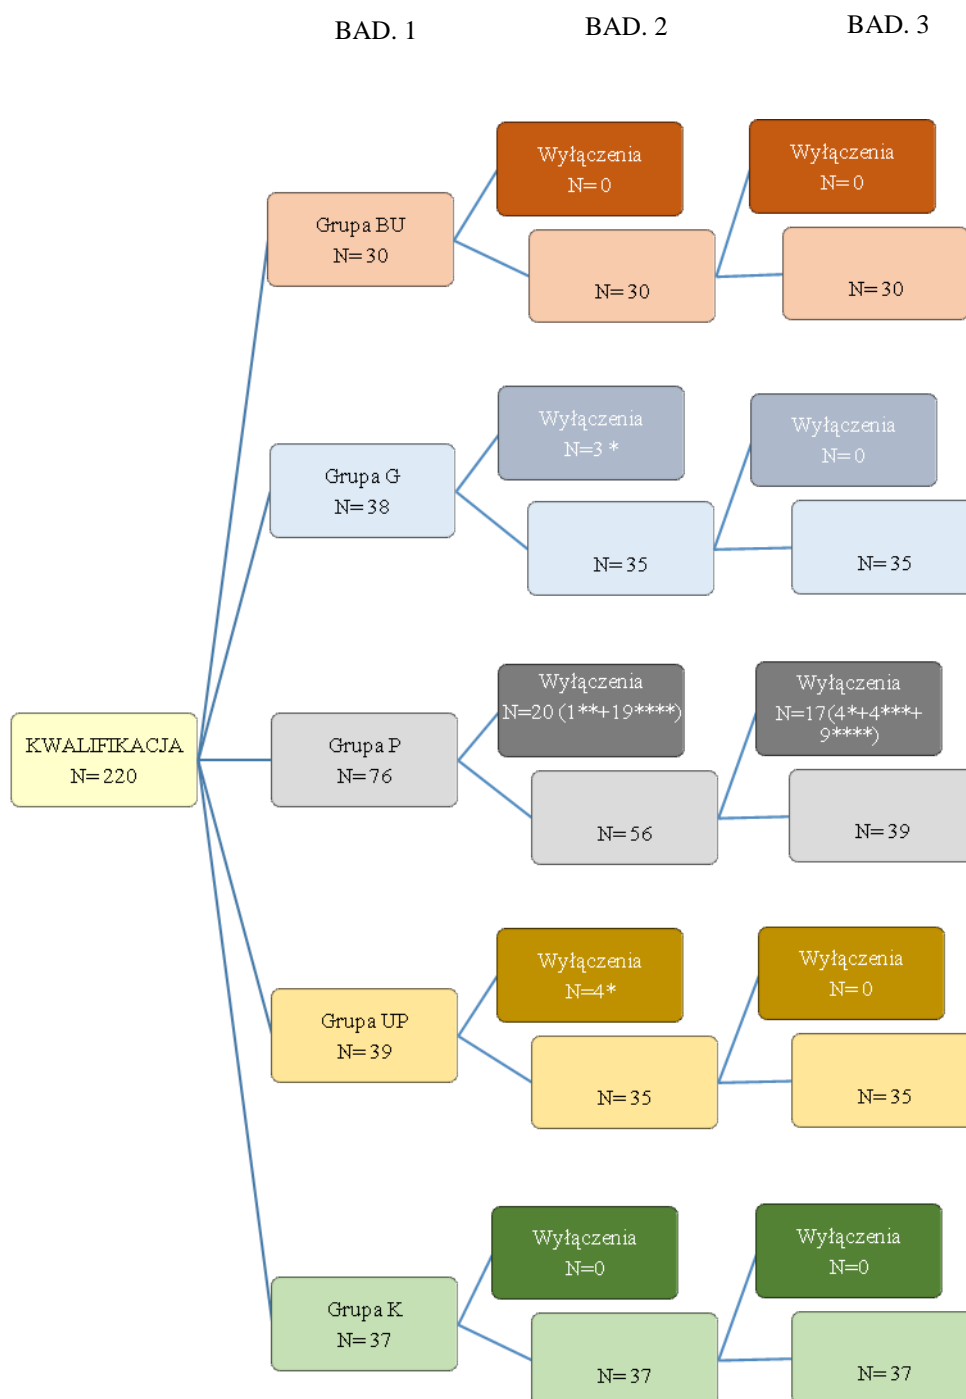 BAD. 1
BAD. 2
BAD. 3
Wyłączenia
N= 0
Wyłączenia
N= 0
Grupa BU
N= 30
N= 30
N= 30
Wyłączenia
N=3 *
Wyłączenia
N= 0
Grupa G
N= 38
N= 35
N= 35
KWALIFIKACJA
N= 220
Wyłączenia
N=20 (1**+19****)
Wyłączenia
N=17(4*+4***+
9****)
Grupa P
N= 76
N= 56
N= 39
Wyłączenia
N=4*
Wyłączenia
N= 0
Grupa UP
N= 39
N= 35
N= 35
Wyłączenia
N=0
Wyłączenia
N=0
Grupa K
N= 37
N= 37
N= 37